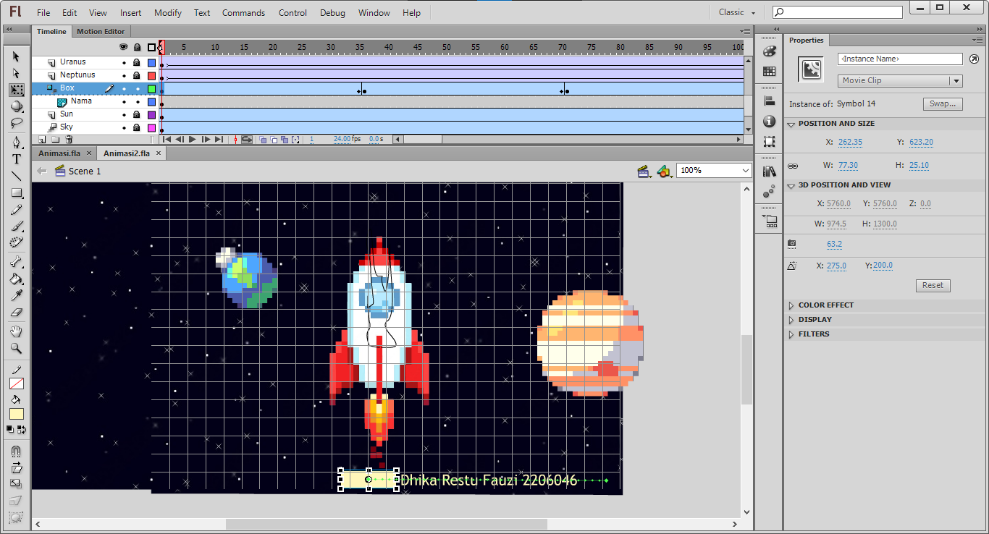 Fl File Edit View Insert Modify Text Commands Control Debug Window Help Classic
Timeline Motion Editor
5 10 15 20 25 30 35 40 45 50 55 60 65 70 75 80 85 90 95 100
Uranus
Neptunus
Box
Nama
Sun
Sky
1 24.00 fps 0.0 s
Animasi.fla × Animasi2.fla ×
Scene 1 100%
Dhika Restu Fauzi 2206046
Properties
<Instance Name>
Movie Clip
Instance of: Symbol 14 Swap...
POSITION AND SIZE
X: 262.35 Y: 623.20
W: 77.30 H: 25.10
3D POSITION AND VIEW
X: 5760.0 Y: 5760.0 Z: 0.0
W: 974.5 H: 1300.0
63.2
X: 275.0 Y: 200.0
Reset
COLOR EFFECT
DISPLAY
FILTERS